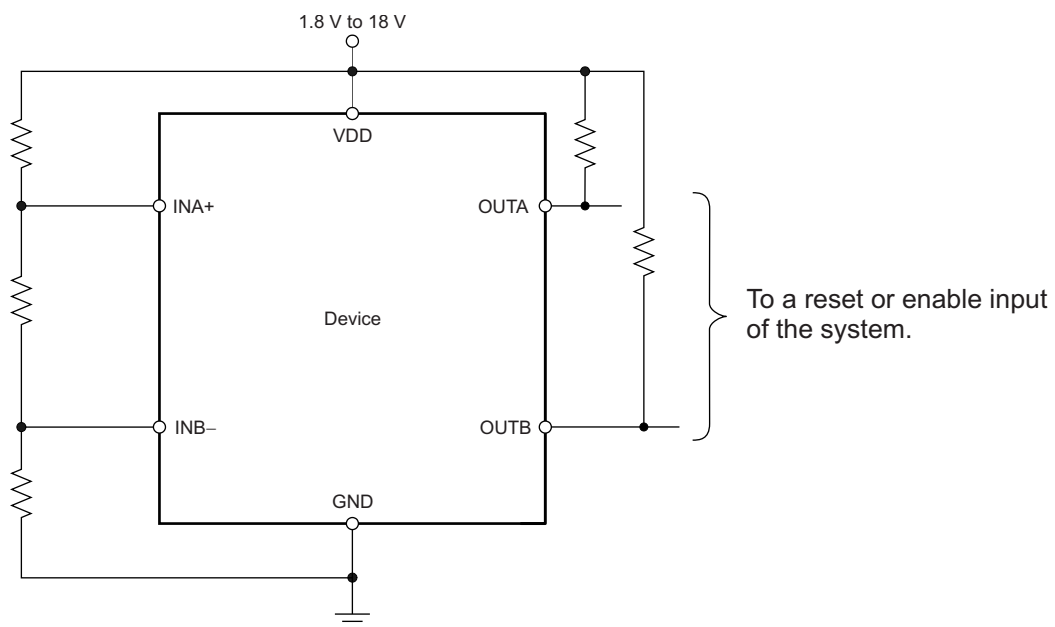 1.8 V to 18 V
VDD
INA+
OUTA
To a reset or enable input
of the system.
Device
INB–
OUTB
GND